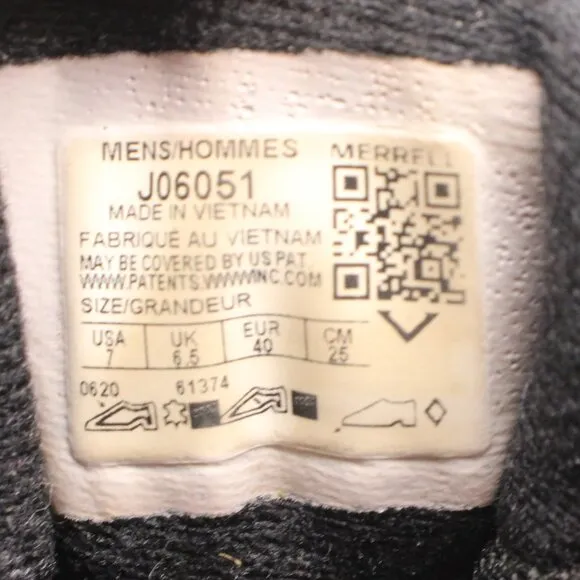 MENS/HOMMES MERRELL
J06051
MADE IN VIETNAM
FABRIQUÉ AU VIETNAM
MAY BE COVERED BY US PAT.
WWW.PATENTS.WWWINC.COM
SIZE/GRANDEUR
USA UK EUR CM
7 6.5 40 25
0620 61374